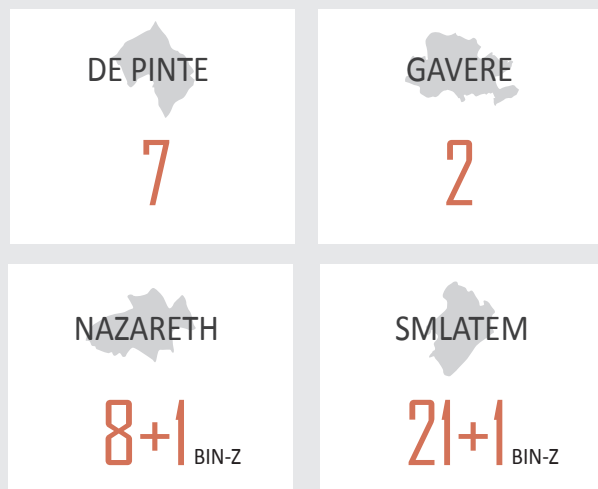 DE PINTE
7
GAVERE
2
NAZARETH
8+1 BIN-Z
SMLATEM
21+1 BIN-Z